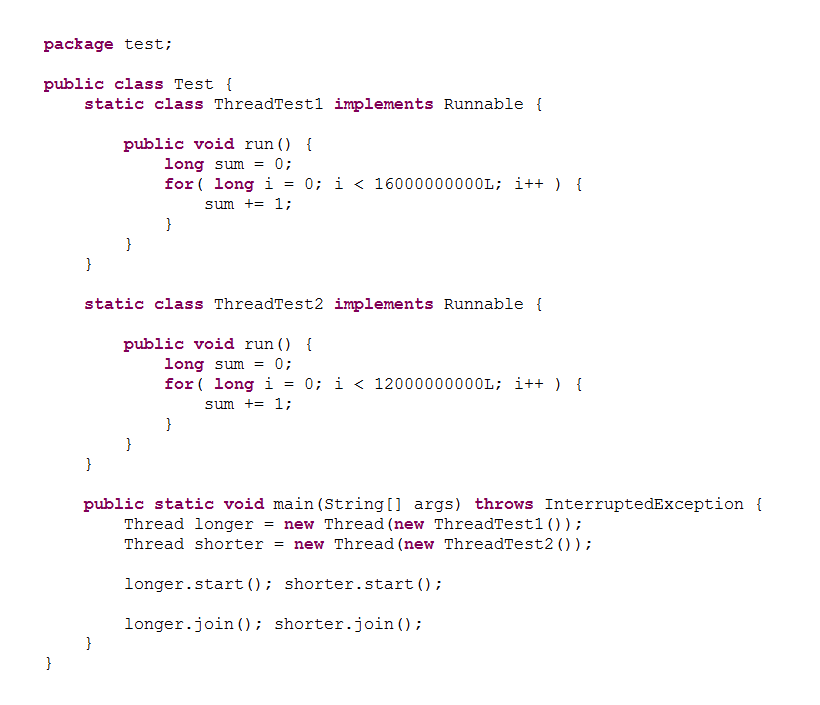 package test;
public class Test {
static class ThreadTest1 implements Runnable {
public void run() {
long sum = 0;
for( long i = 0; i < 16000000000L; i++ ) {
sum += 1;
}
}
}
static class ThreadTest2 implements Runnable {
public void run() {
long sum = 0;
for( long i = 0; i < 12000000000L; i++ ) {
sum += 1;
}
}
}
public static void main(String[] args) throws InterruptedException {
Thread longer = new Thread(new ThreadTest1());
Thread shorter = new Thread(new ThreadTest2());
longer.start(); shorter.start();
longer.join(); shorter.join();
}
}